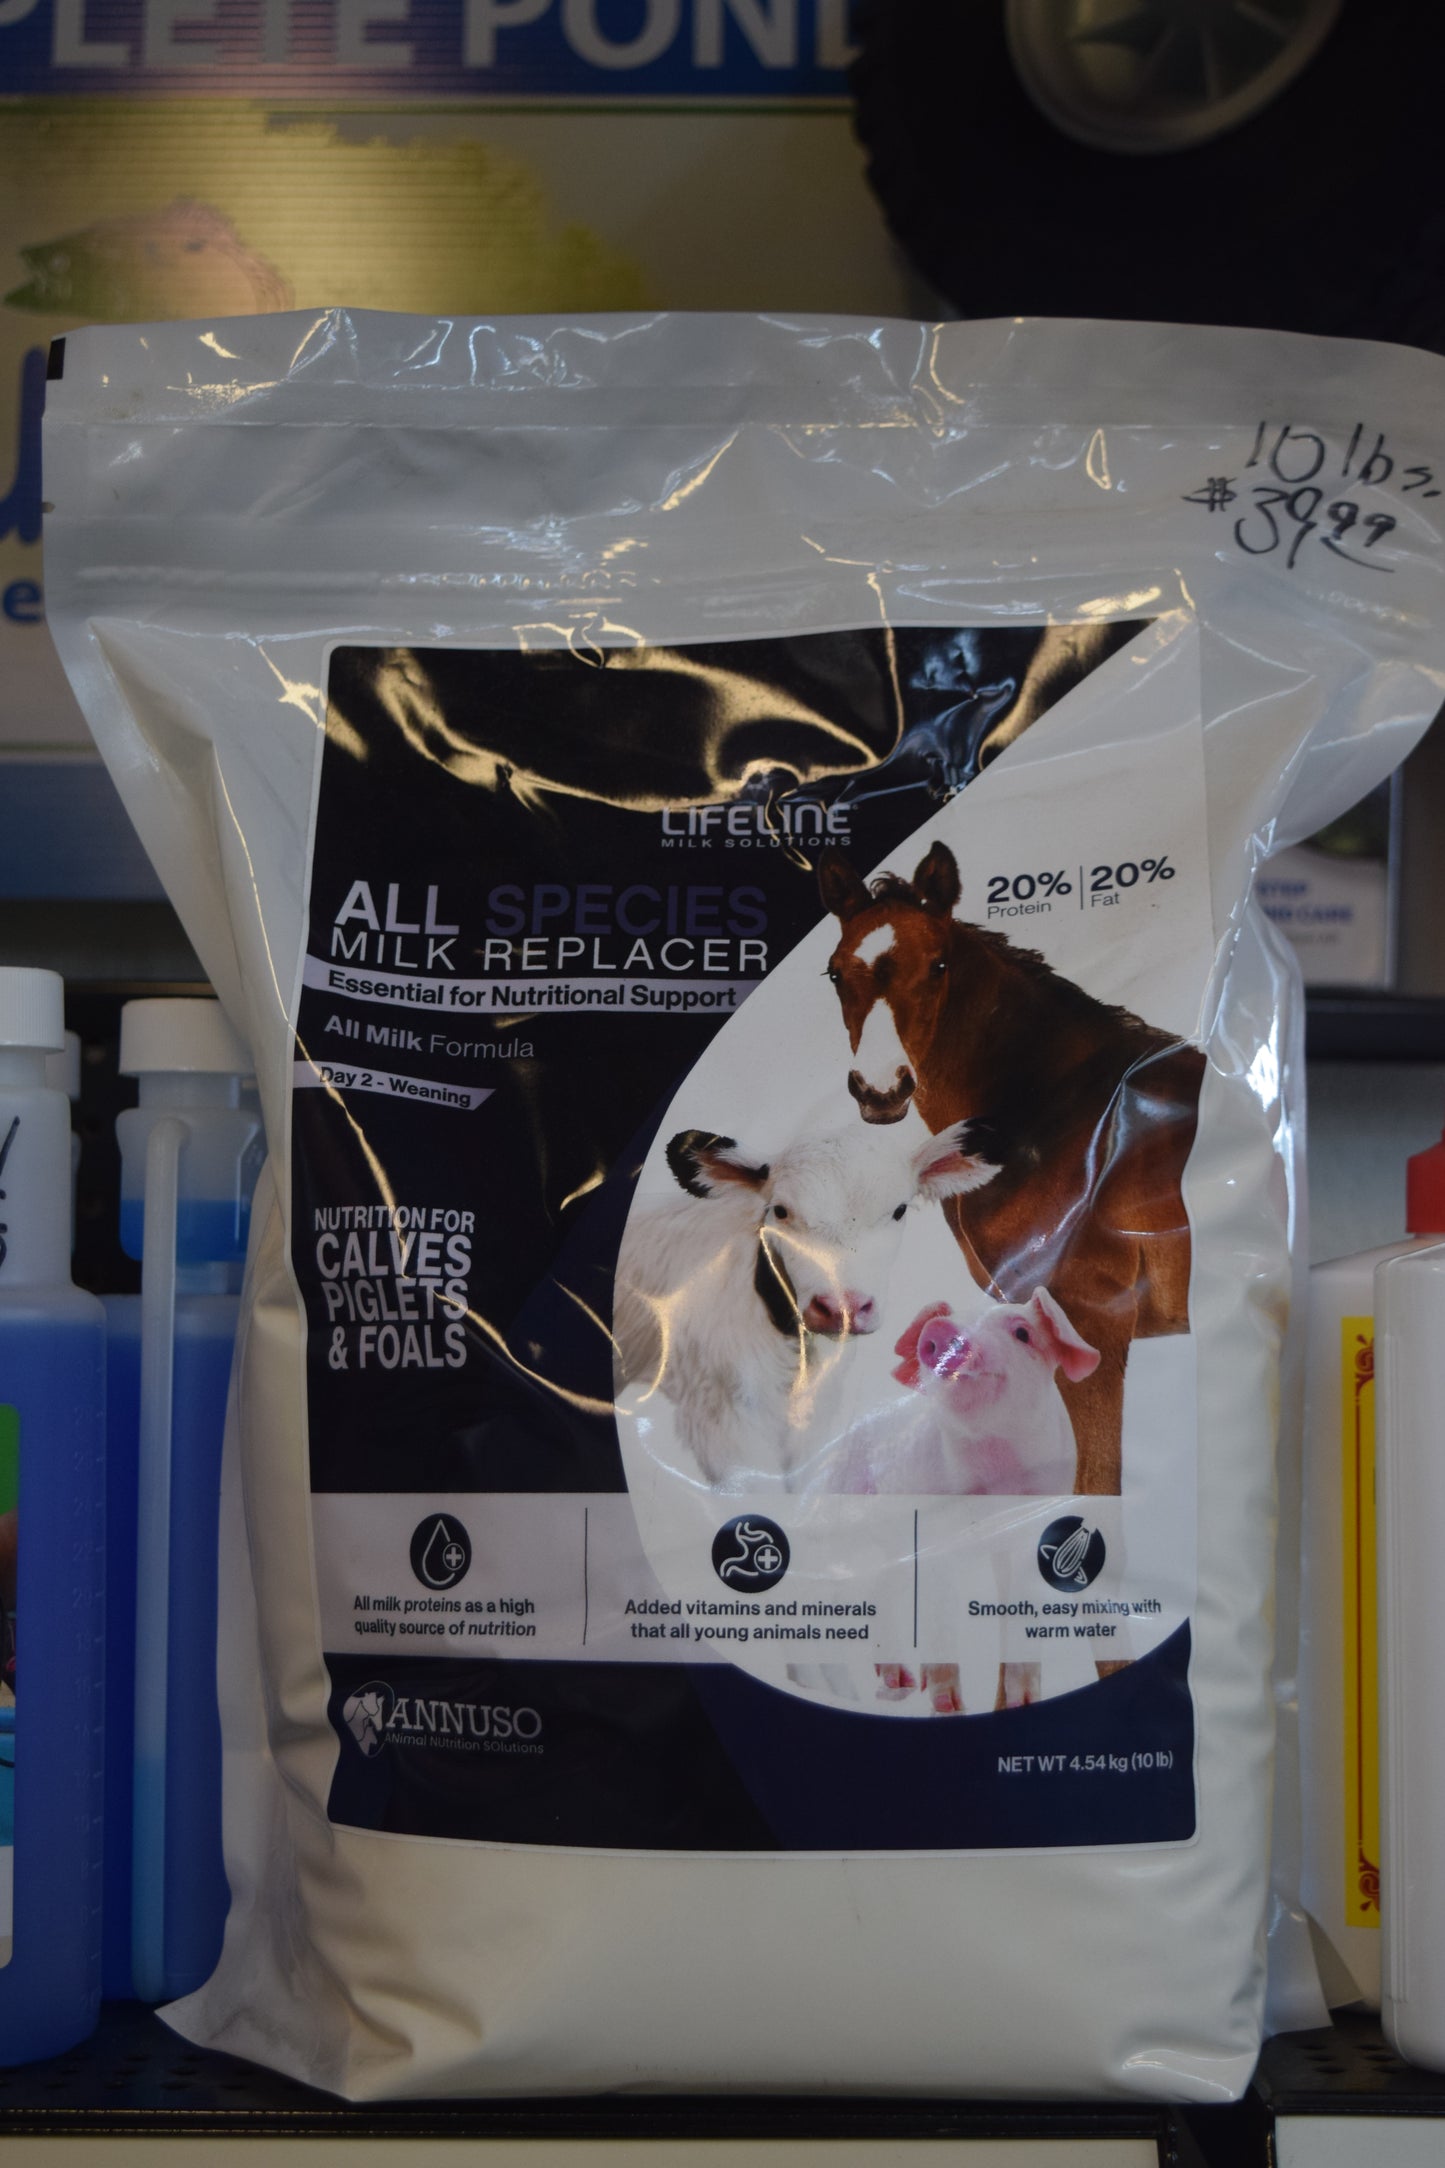 LETE PON
10 lbs.
$39.99
LIFELINE
MILK SOLUTIONS
20% Protein | 20% Fat
ALL SPECIES
MILK REPLACER
Essential for Nutritional Support
All Milk Formula
Day 2 - Weaning
NUTRITION FOR
CALVES
PIGLETS
& FOALS
All milk proteins as a high
quality source of nutrition
Added vitamins and minerals
that all young animals need
Smooth, easy mixing with
warm water
ANNUSO
ANimal NUtrition SOlutions
NET WT 4.54 kg (10 lb)